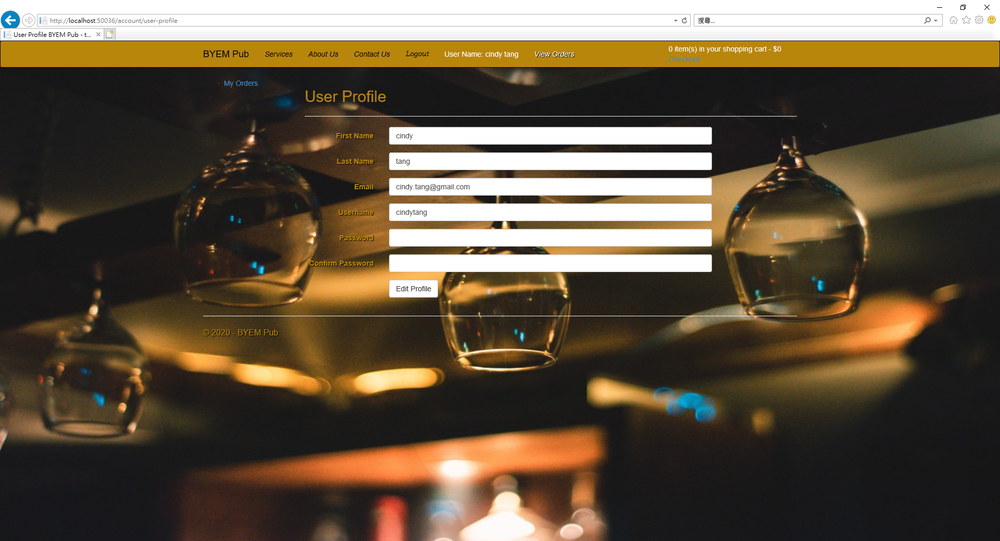 http://localhost:50036/account/user-profile
搜尋...
User Profile BYEM Pub - t...
BYEM Pub
Services
About Us
Contact Us
Logout
User Name: cindy tang
View Orders
0 item(s) in your shopping cart - $0
Checkout
My Orders
User Profile
First Name
cindy
Last Name
tang
Email
cindy.tang@gmail.com
Username
cindytang
Password
Confirm Password
Edit Profile
© 2020 - BYEM Pub